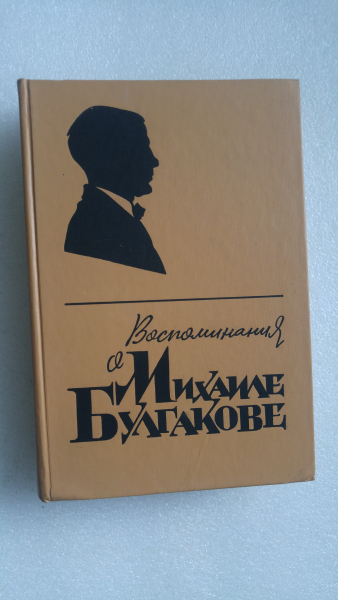 Воспоминания
о Михаиле
Булгакове